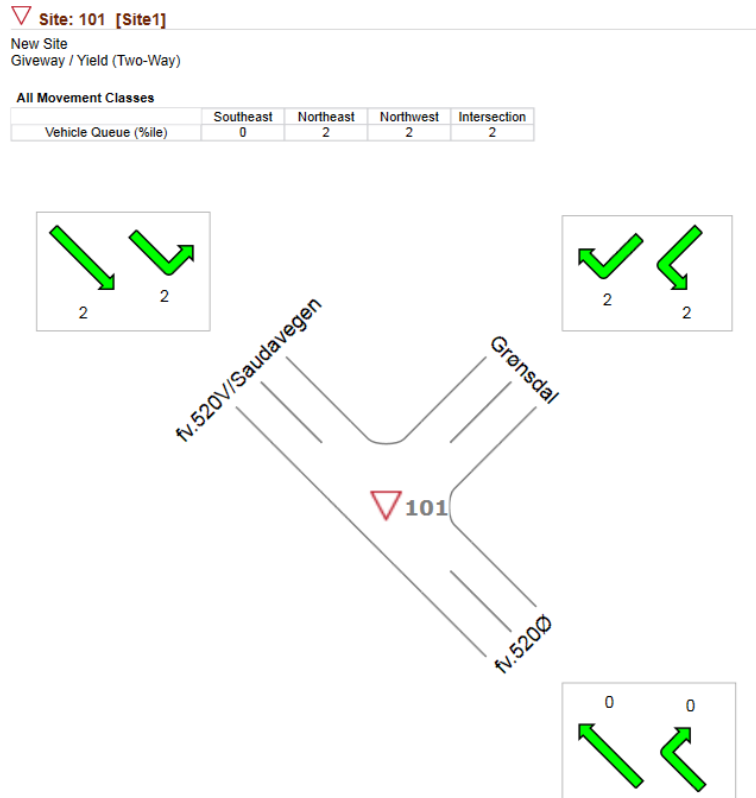 Site: 101 [Site1]
New Site
Giveway / Yield (Two-Way)
All Movement Classes
Southeast Northeast Northwest Intersection
Vehicle Queue (%ile) 0 2 2 2
2 2
2 2
fv.520V/Saudavegen
Grønsdal
101
fv.520Ø
0 0